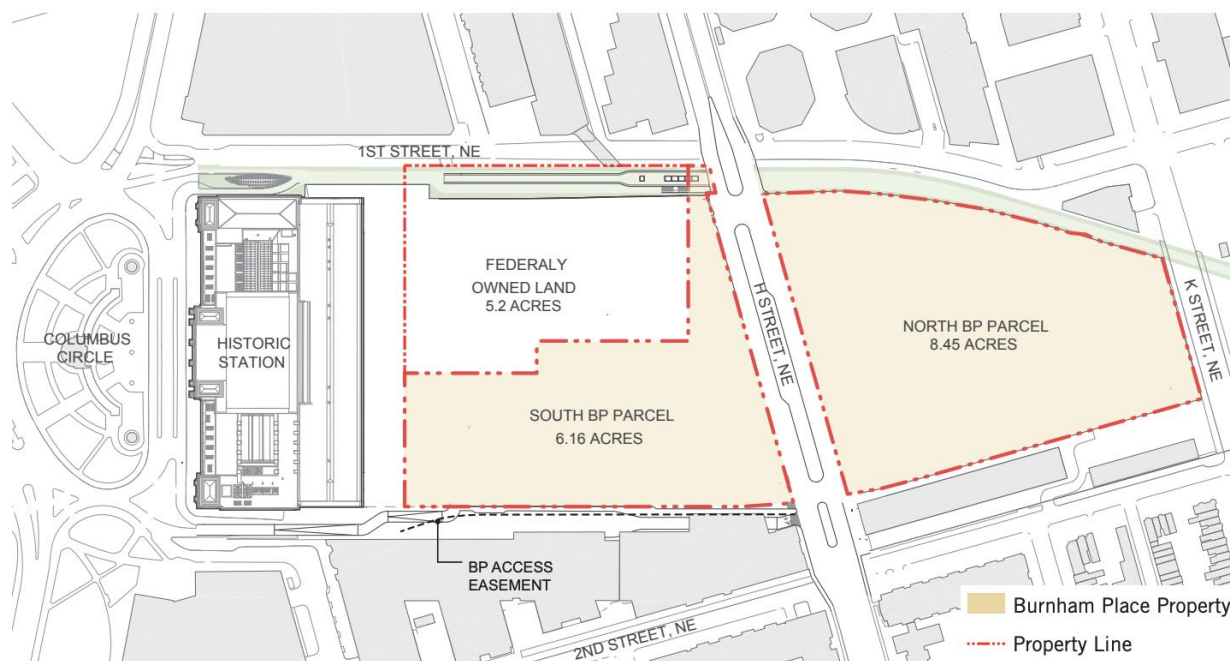 1ST STREET, NE
FEDERALY
OWNED LAND
5.2 ACRES
COLUMBUS
CIRCLE
HISTORIC
STATION
H STREET, NE
NORTH BP PARCEL
8.45 ACRES
K STREET, NE
SOUTH BP PARCEL
6.16 ACRES
BP ACCESS
EASEMENT
2ND STREET, NE
Burnham Place Property
Property Line